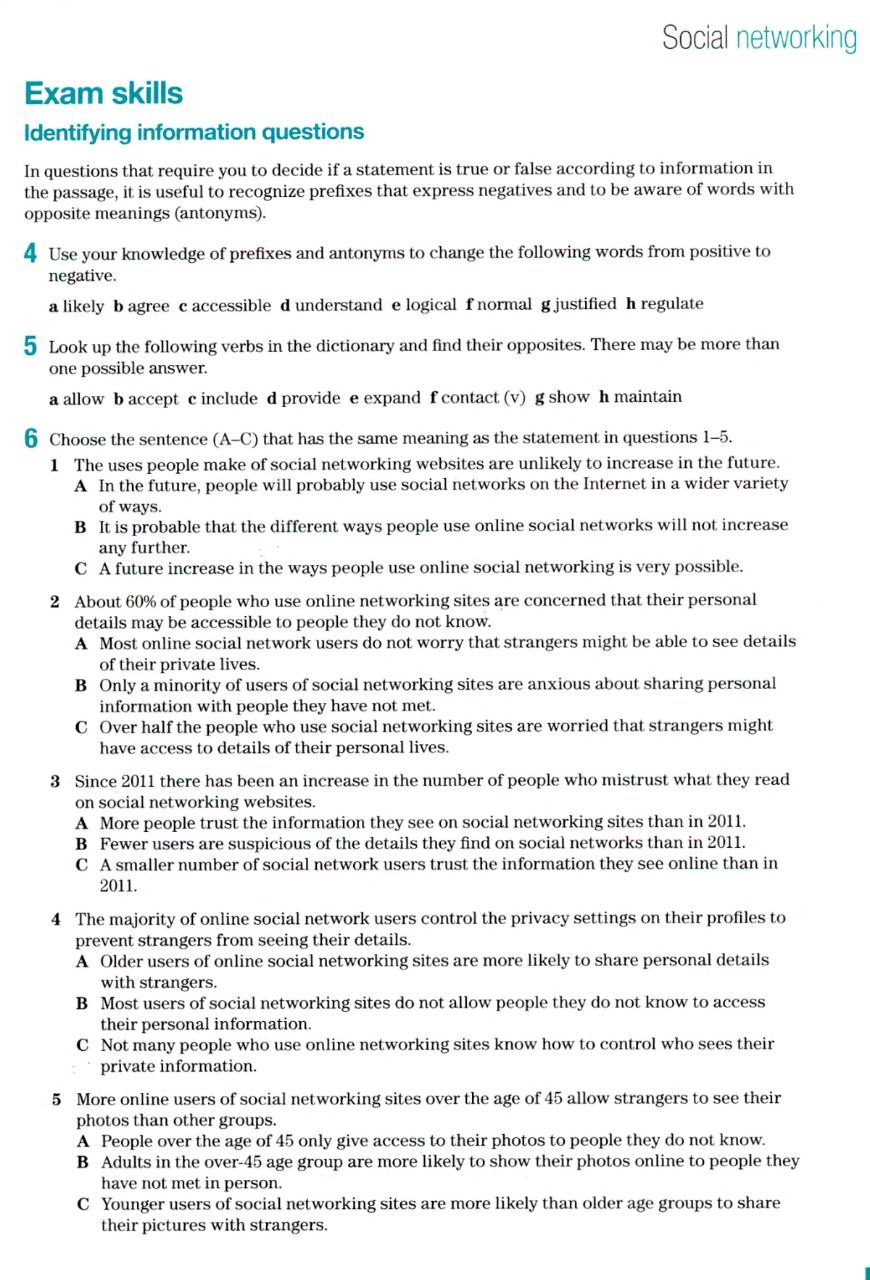 Social networking
Exam skills
Identifying information questions
In questions that require you to decide if a statement is true or false according to information in
the passage, it is useful to recognize prefixes that express negatives and to be aware of words with
opposite meanings (antonyms).
4 Use your knowledge of prefixes and antonyms to change the following words from positive to
negative.
a likely b agree c accessible d understand e logical f normal g justified h regulate
5 Look up the following verbs in the dictionary and find their opposites. There may be more than
one possible answer.
a allow b accept c include d provide e expand f contact (v) g show h maintain
6 Choose the sentence (A–C) that has the same meaning as the statement in questions 1–5.
1 The uses people make of social networking websites are unlikely to increase in the future.
A In the future, people will probably use social networks on the Internet in a wider variety
of ways.
B It is probable that the different ways people use online social networks will not increase
any further.
C A future increase in the ways people use online social networking is very possible.
2 About 60% of people who use online networking sites are concerned that their personal
details may be accessible to people they do not know.
A Most online social network users do not worry that strangers might be able to see details
of their private lives.
B Only a minority of users of social networking sites are anxious about sharing personal
information with people they have not met.
C Over half the people who use social networking sites are worried that strangers might
have access to details of their personal lives.
3 Since 2011 there has been an increase in the number of people who mistrust what they read
on social networking websites.
A More people trust the information they see on social networking sites than in 2011.
B Fewer users are suspicious of the details they find on social networks than in 2011.
C A smaller number of social network users trust the information they see online than in
2011.
4 The majority of online social network users control the privacy settings on their profiles to
prevent strangers from seeing their details.
A Older users of online social networking sites are more likely to share personal details
with strangers.
B Most users of social networking sites do not allow people they do not know to access
their personal information.
C Not many people who use online networking sites know how to control who sees their
private information.
5 More online users of social networking sites over the age of 45 allow strangers to see their
photos than other groups.
A People over the age of 45 only give access to their photos to people they do not know.
B Adults in the over-45 age group are more likely to show their photos online to people they
have not met in person.
C Younger users of social networking sites are more likely than older age groups to share
their pictures with strangers.